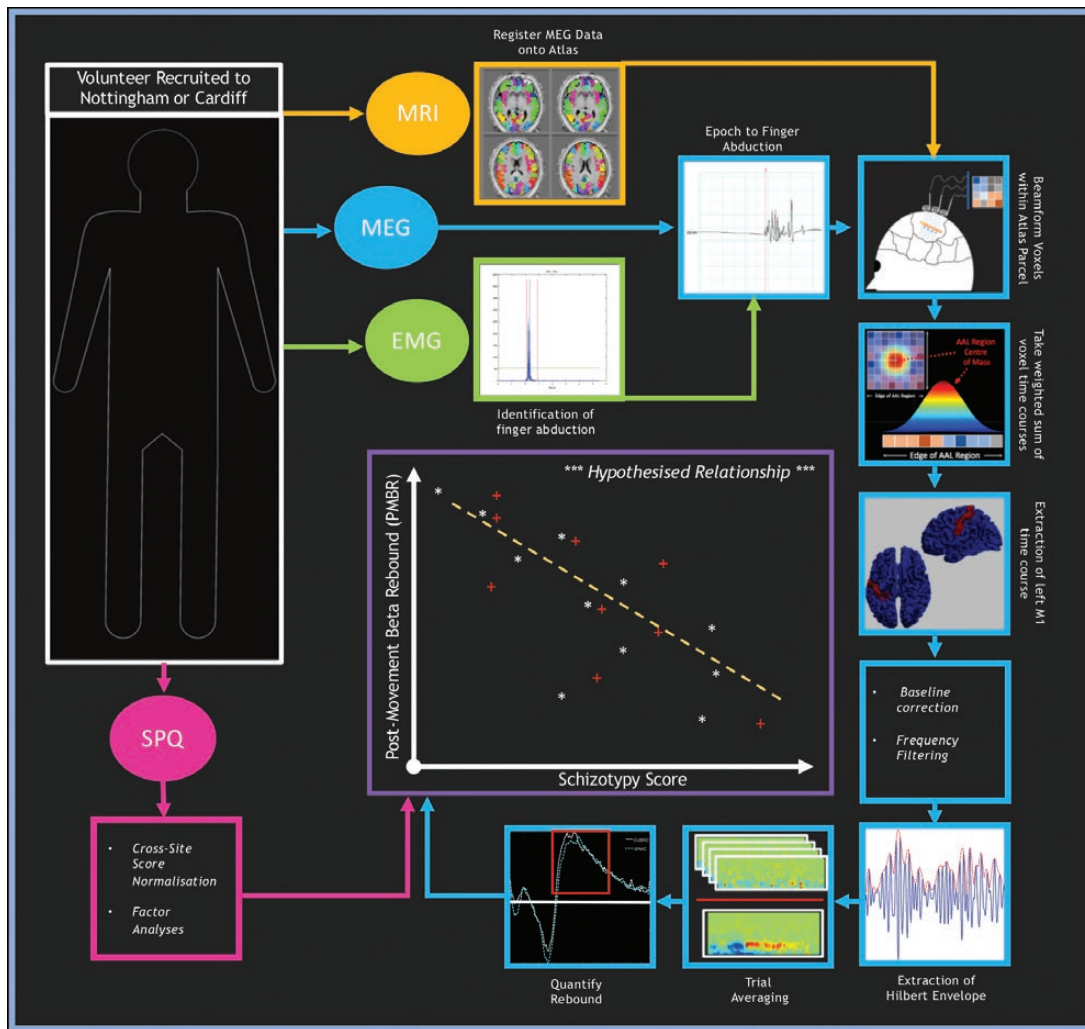 Register MEG Data
onto Atlas
Volunteer Recruited to
Nottingham or Cardiff
MRI
MEG
EMG
Epoch to Finger
Abduction
Identification of
finger abduction
Beamform Voxels
within Atlas Parcel
AAL Region
Centre
of Mass
Edge of AAL Region
Edge of AAL Region
Take weighted sum of
voxel time courses
Extraction of left M1
time course
*** Hypothesised Relationship ***
Post-Movement Beta Rebound (PMBR)
Schizotypy Score
• Baseline
correction
• Frequency
Filtering
SPQ
• Cross-Site
Score
Normalisation
• Factor
Analyses
Quantify
Rebound
Trial
Averaging
Extraction of
Hilbert Envelope